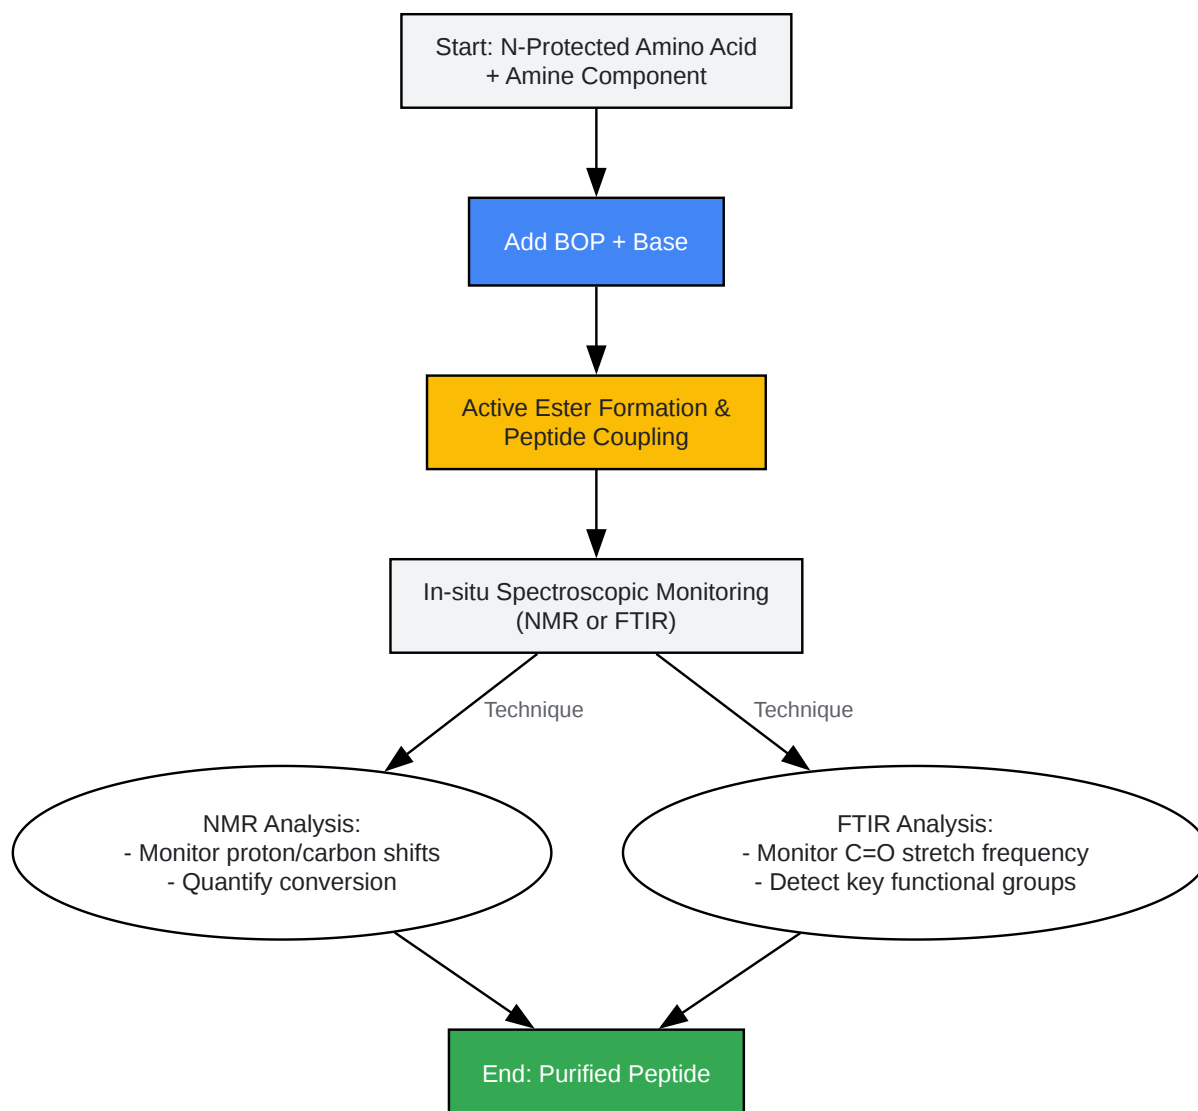 Start: N-Protected Amino Acid
+ Amine Component
Add BOP + Base
Active Ester Formation &
Peptide Coupling
In-situ Spectroscopic Monitoring
(NMR or FTIR)
Technique
Technique
NMR Analysis:
- Monitor proton/carbon shifts
- Quantify conversion
FTIR Analysis:
- Monitor C=O stretch frequency
- Detect key functional groups
End: Purified Peptide